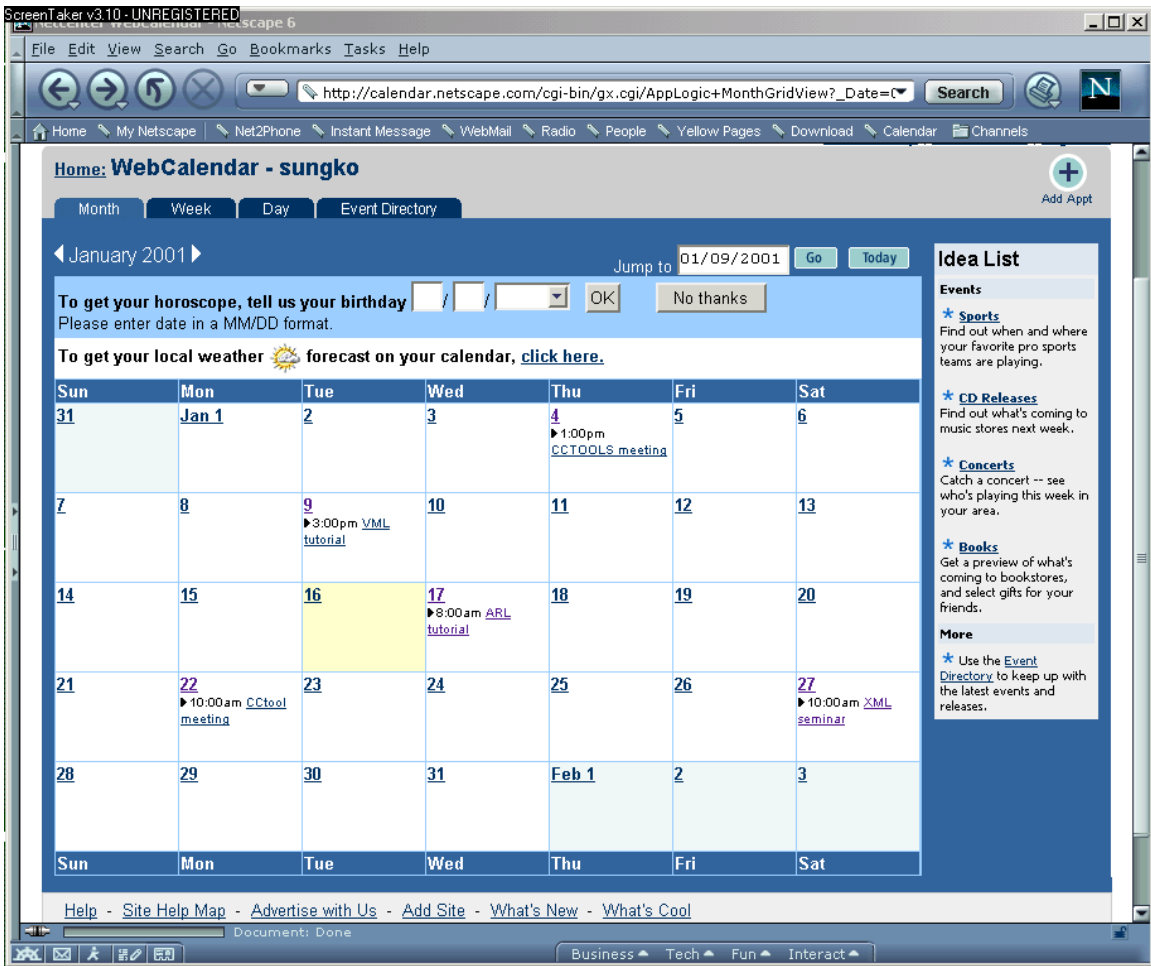 ScreenTaker v3.10 - UNREGISTERED
Netcenter WebCalendar - Netscape 6
File Edit View Search Go Bookmarks Tasks Help
http://calendar.netscape.com/cgi-bin/gx.cgi/AppLogic+MonthGridView?_Date=0 Search N
Home My Netscape Net2Phone Instant Message WebMail Radio People Yellow Pages Download Calendar Channels
Home: WebCalendar - sungko
Add Appt
Month Week Day Event Directory
January 2001
Jump to 01/09/2001 Go Today
To get your horoscope, tell us your birthday / / OK No thanks
Please enter date in a MM/DD format.
To get your local weather forecast on your calendar, click here.
Sun Mon Tue Wed Thu Fri Sat
31 Jan 1 2 3 4 5 6
1:00pm
CCTOOLS meeting
7 8 9 10 11 12 13
3:00pm VML
tutorial
14 15 16 17 18 19 20
8:00am ARL
tutorial
21 22 23 24 25 26 27
10:00am CCtool 10:00am XML
meeting seminar
28 29 30 31 Feb 1 2 3
Sun Mon Tue Wed Thu Fri Sat
Idea List
Events
* Sports
Find out when and where
your favorite pro sports
teams are playing.
* CD Releases
Find out what's coming to
music stores next week.
* Concerts
Catch a concert -- see
who's playing this week in
your area.
* Books
Get a preview of what's
coming to bookstores,
and select gifts for your
friends.
More
* Use the Event
Directory to keep up with
the latest events and
releases.
Help - Site Help Map - Advertise with Us - Add Site - What's New - What's Cool
Document: Done
Business Tech Fun Interact